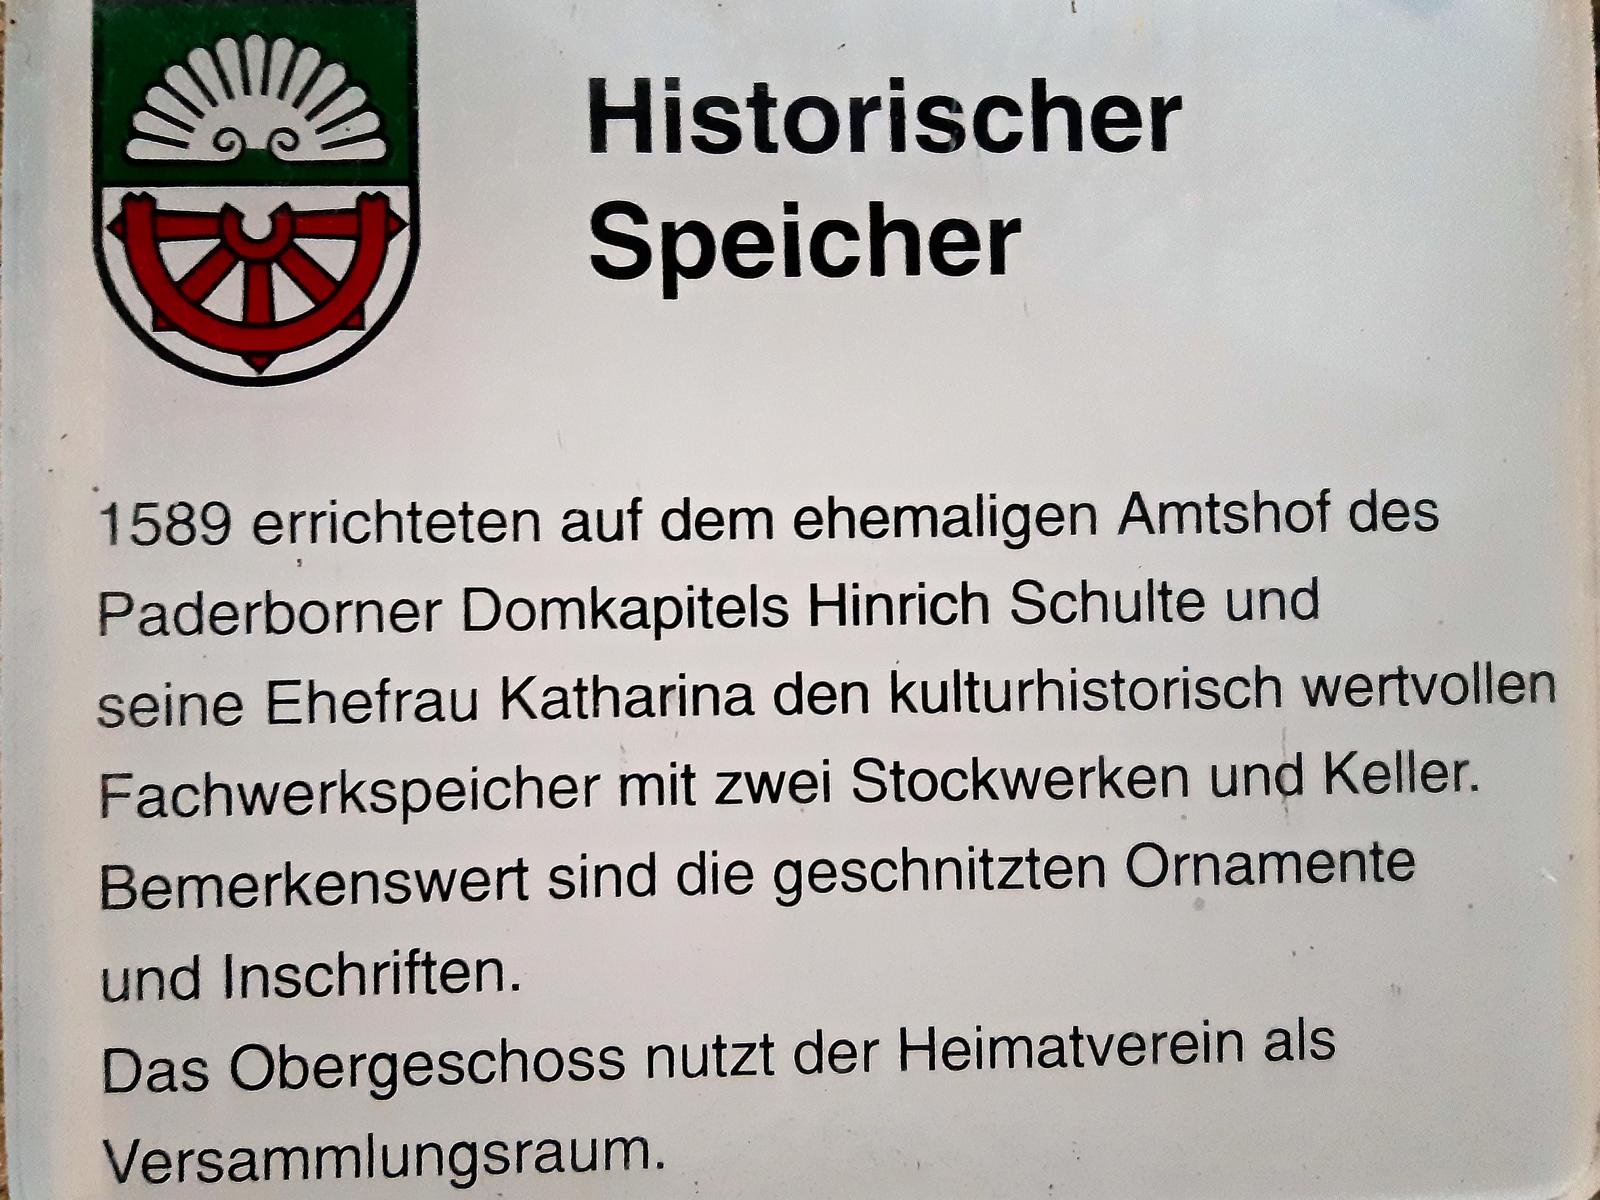 Historischer
Speicher
1589 errichteten auf dem ehemaligen Amtshof des
Paderborner Domkapitels Hinrich Schulte und
seine Ehefrau Katharina den kulturhistorisch wertvollen
Fachwerkspeicher mit zwei Stockwerken und Keller.
Bemerkenswert sind die geschnitzten Ornamente
und Inschriften.
Das Obergeschoss nutzt der Heimatverein als
Versammlungsraum.